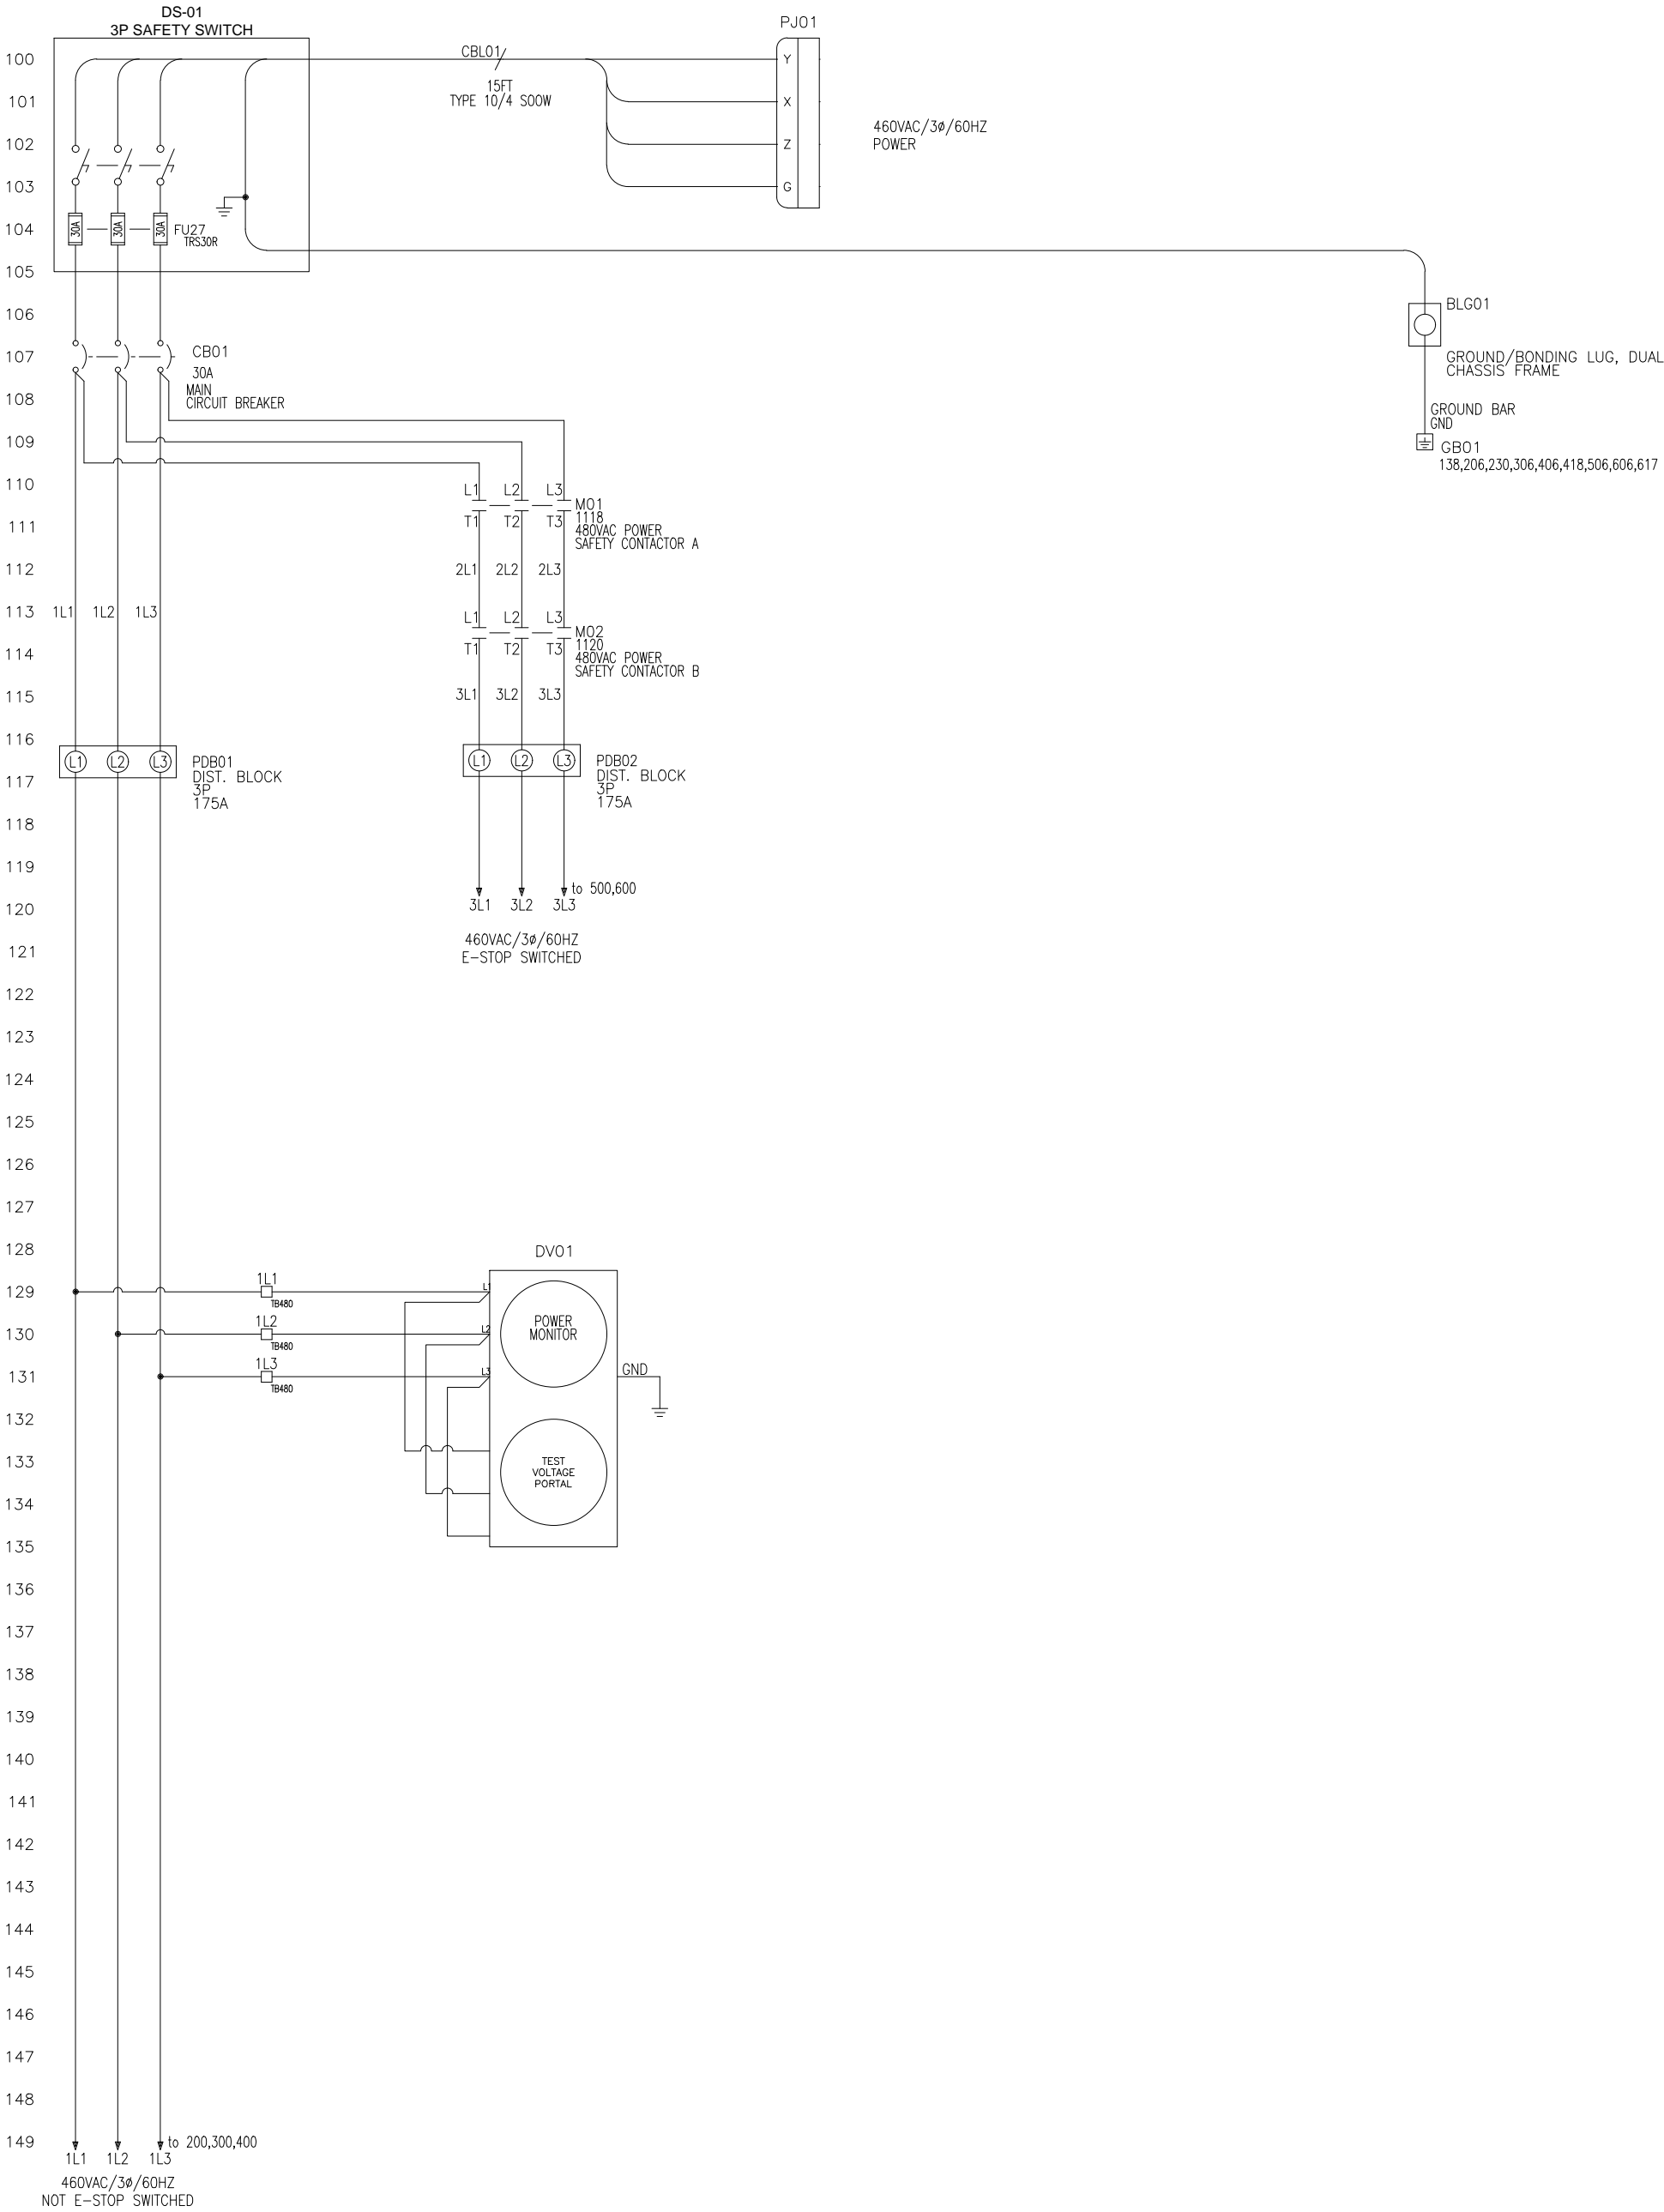 DS-01
3P SAFETY SWITCH
PJ01
100
CBL01
Y
15FT
101
TYPE 10/4 SOOW
X
460VAC/3ø/60HZ
102
Z
POWER
103
G
104
30A
30A
30A
FU27
TRS30R
105
106
BLG01
107
CB01
30A
MAIN
CIRCUIT BREAKER
GROUND/BONDING LUG, DUAL
CHASSIS FRAME
108
GROUND BAR
GND
109
GB01
138,206,230,306,406,418,506,606,617
110
L1
L2
L3
M01
1118
480VAC POWER
SAFETY CONTACTOR A
111
T1
T2
T3
112
2L1
2L2
2L3
113
1L1
1L2
1L3
L1
L2
L3
M02
1120
480VAC POWER
SAFETY CONTACTOR B
114
T1
T2
T3
115
3L1
3L2
3L3
116
L1
L2
L3
PDB01
DIST. BLOCK
3P
175A
L1
L2
L3
PDB02
DIST. BLOCK
3P
175A
117
118
119
to 500,600
120
3L1
3L2
3L3
460VAC/3ø/60HZ
E-STOP SWITCHED
121
122
123
124
125
126
127
128
DV01
129
1L1
TB480
L1
POWER
MONITOR
130
1L2
TB480
L2
131
1L3
TB480
L3
GND
132
133
TEST
VOLTAGE
PORTAL
134
135
136
137
138
139
140
141
142
143
144
145
146
147
148
149
to 200,300,400
1L1
1L2
1L3
460VAC/3ø/60HZ
NOT E-STOP SWITCHED